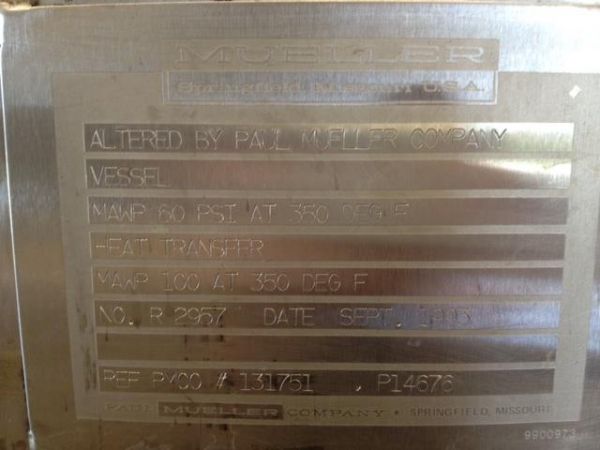 MUELLER
Springfield, Missouri U.S.A.
ALTERED BY PAUL MUELLER COMPANY
VESSEL
MAWP 60 PSI AT 350 DEG F
HEAT TRANSFER
MAWP 100 AT 350 DEG F
NO. R 2957 DATE SEPT.
REF PMCO # 131751 , P14676
PAUL MUELLER COMPANY • SPRINGFIELD, MISSOURI
9900973